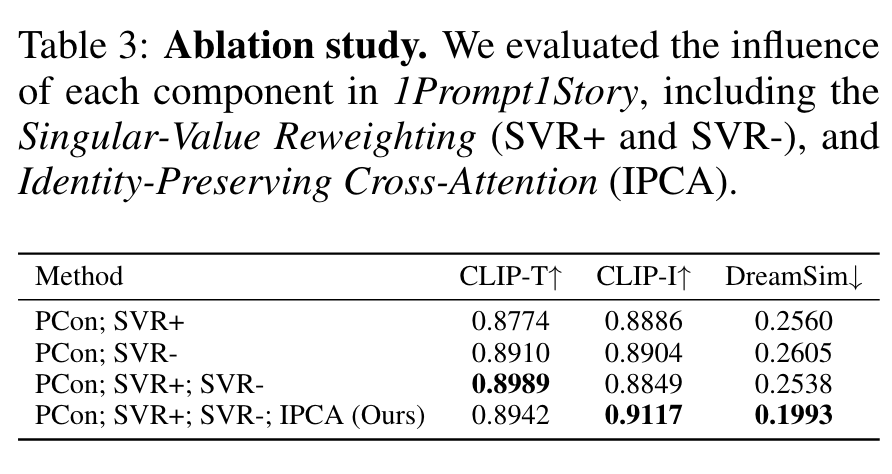 Table 3: Ablation study. We evaluated the influence
of each component in 1Prompt1Story, including the
Singular-Value Reweighting (SVR+ and SVR-), and
Identity-Preserving Cross-Attention (IPCA).
Method CLIP-T↑ CLIP-I↑ DreamSim↓
PCon; SVR+ 0.8774 0.8886 0.2560
PCon; SVR- 0.8910 0.8904 0.2605
PCon; SVR+; SVR- 0.8989 0.8849 0.2538
PCon; SVR+; SVR-; IPCA (Ours) 0.8942 0.9117 0.1993